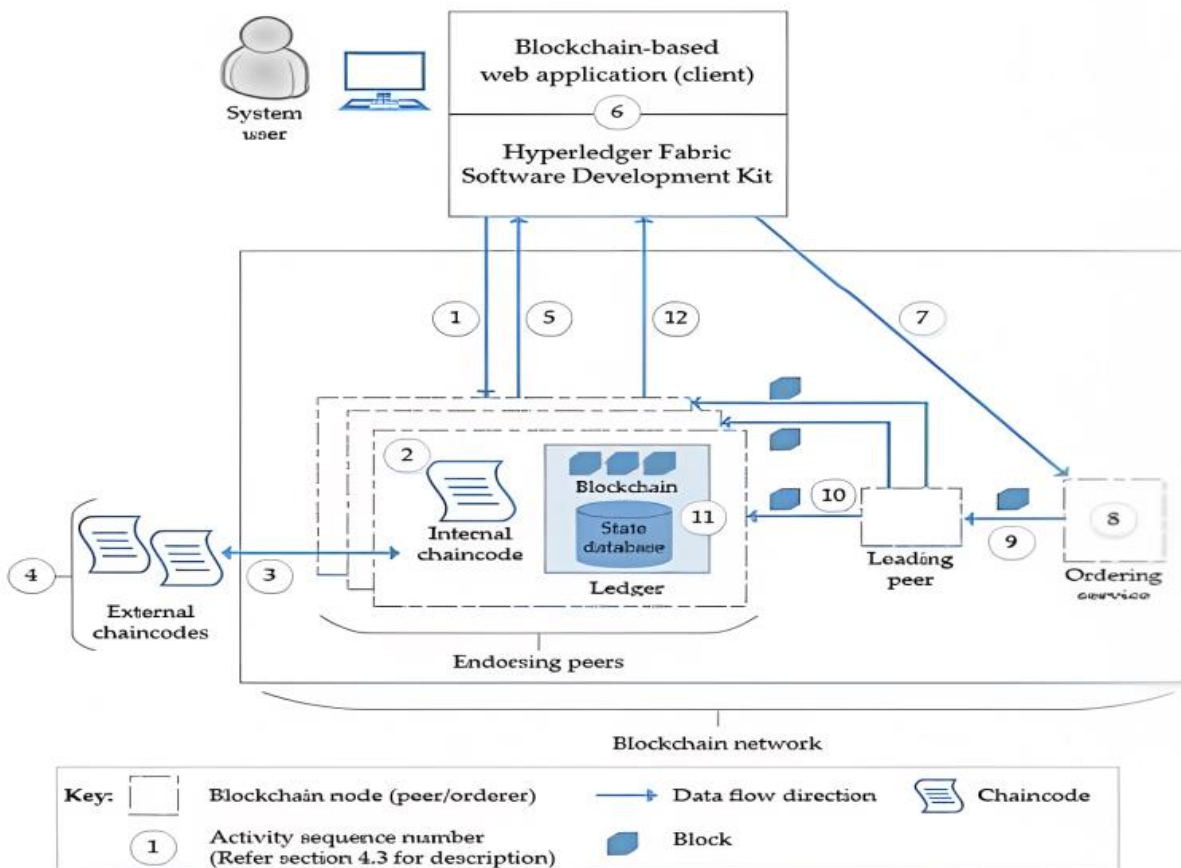 Blockchain-based
web application (client)
6
System
user
Hyperledger Fabric
Software Development Kit
1
5
12
7
2
Blockchain
10
11
State
database
Internal
chaincode
8
9
4
3
Ledger
Leading
peer
Ordering
service
External
chaincodes
Endorsing peers
Blockchain network
Key:
Blockchain node (peer/orderer)
Data flow direction
Chaincode
1
Activity sequence number
(Refer section 4.3 for description)
Block